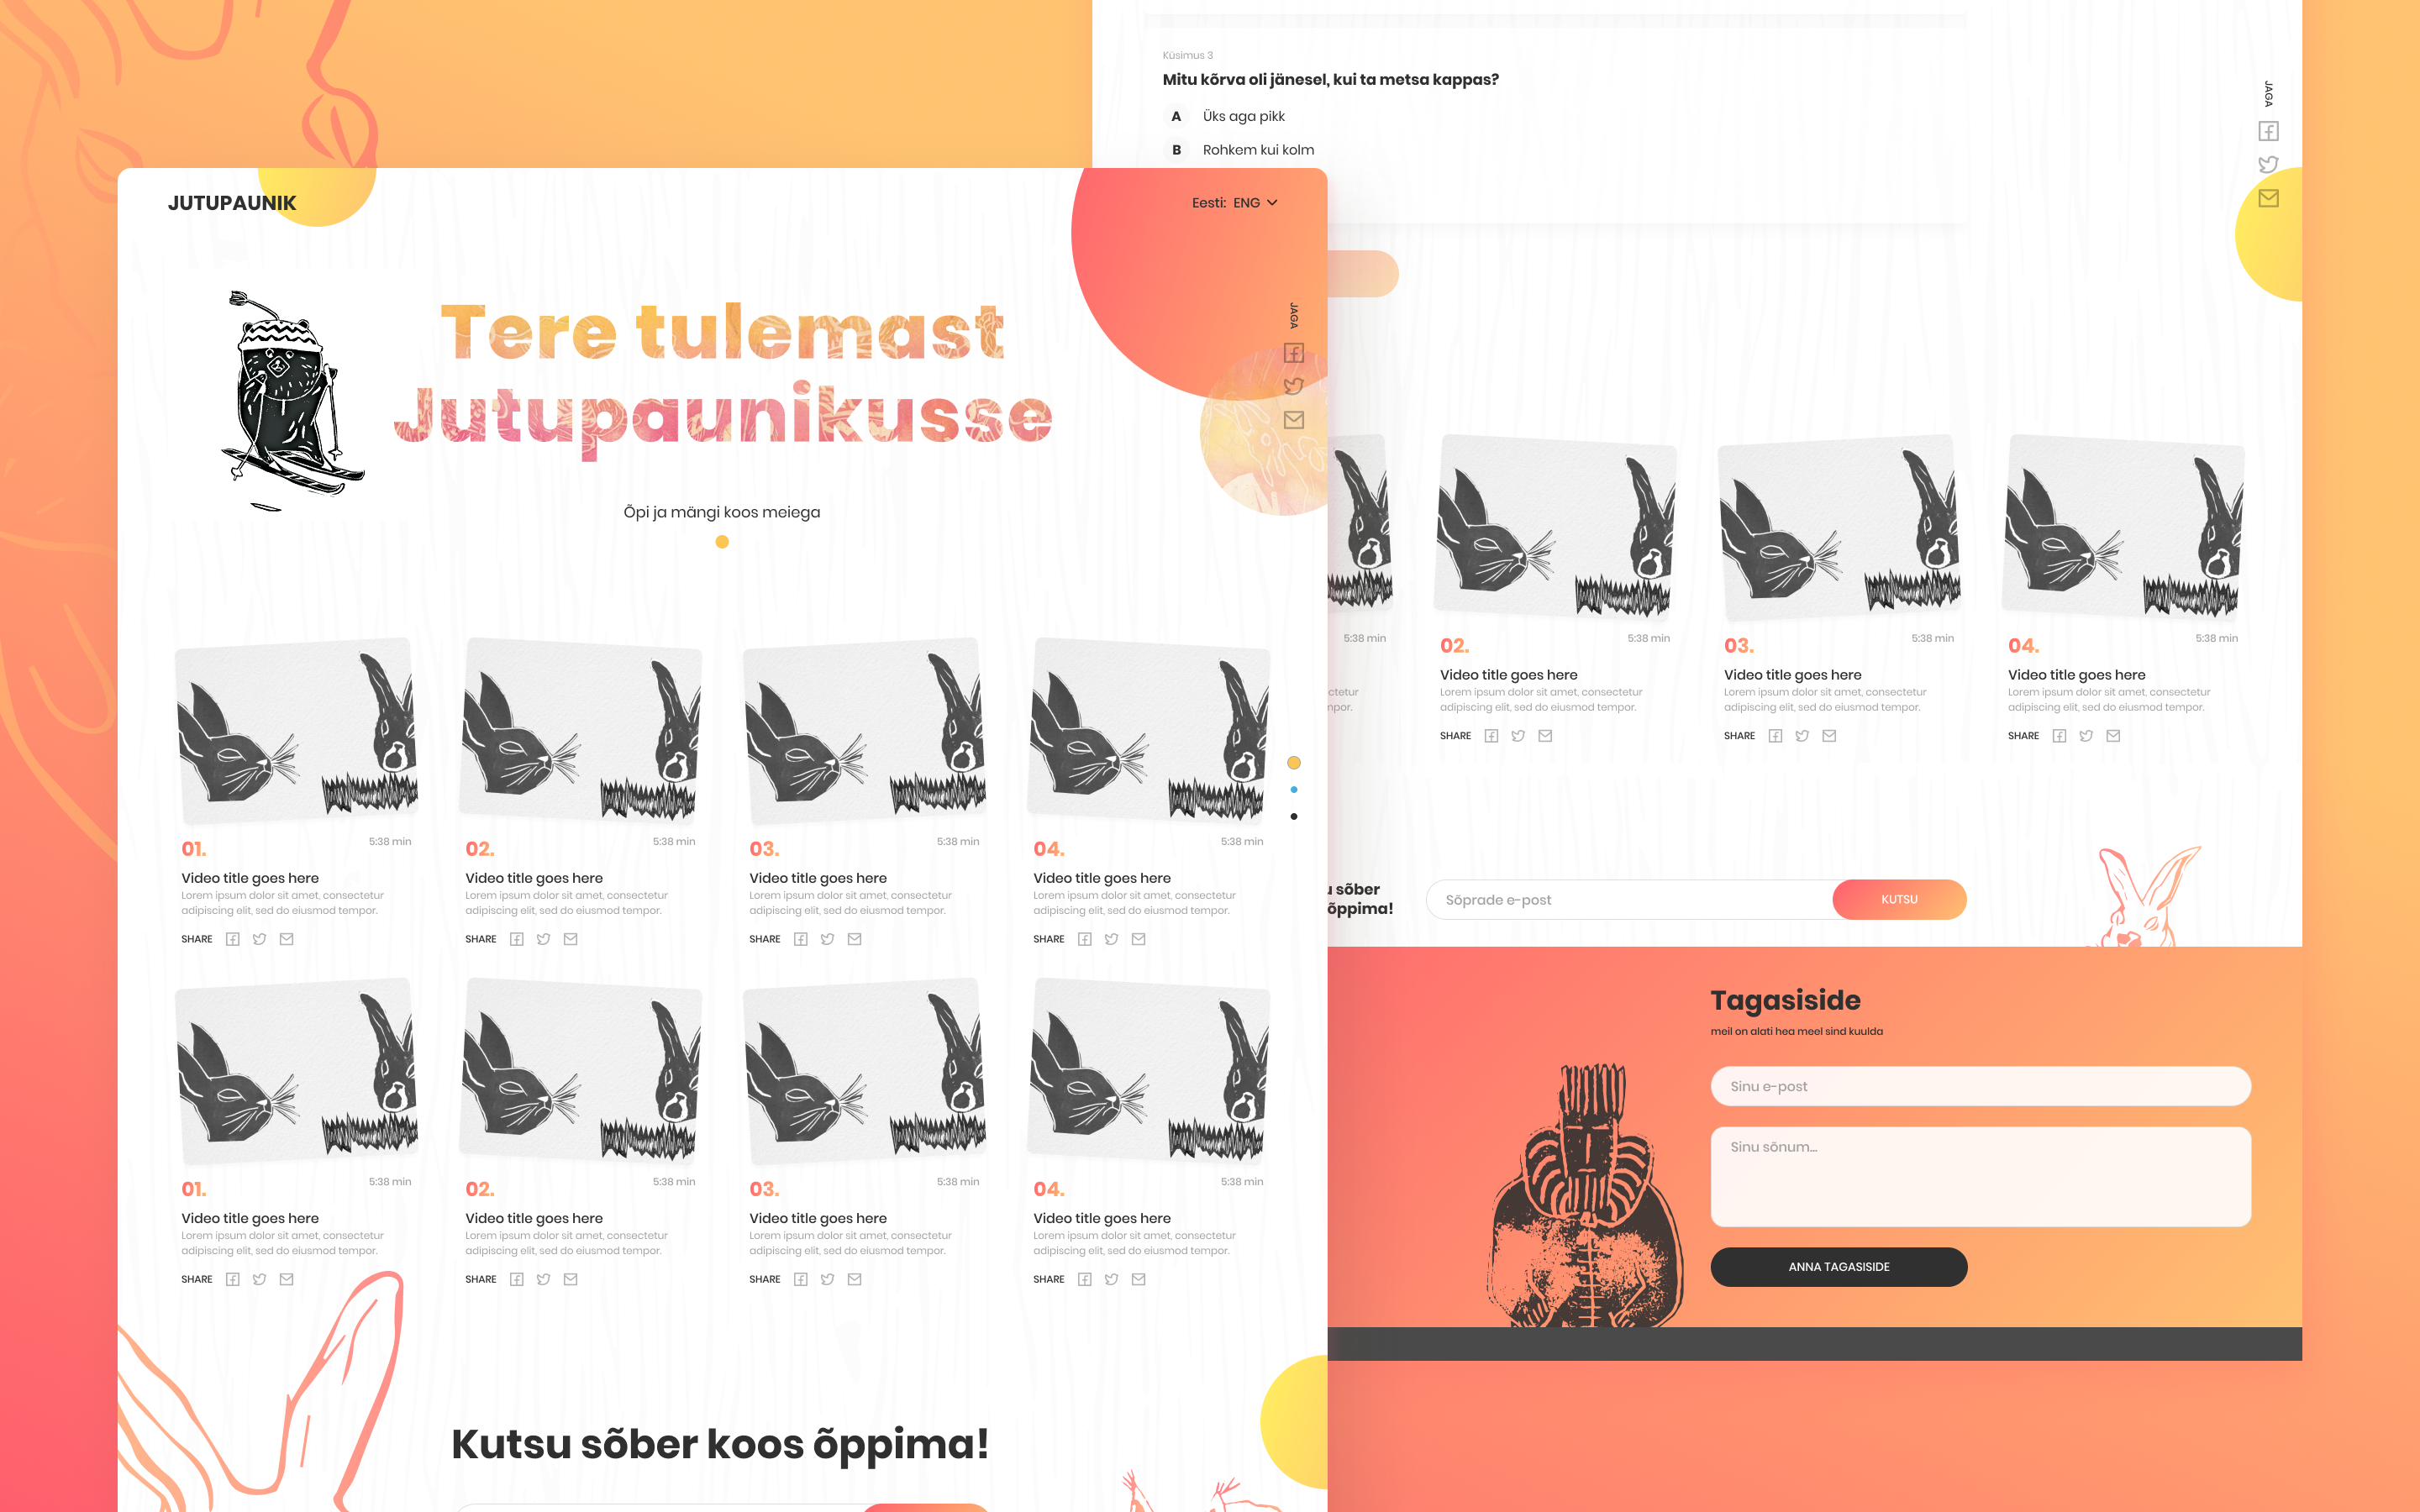 Küsimus 3
Mitu kõrva oli jänesel, kui ta metsa kappas?
A Üks aga pikk
B Rohkem kui kolm
JAGA
JUTUPAUNIK
Eesti: ENG
Tere tulemast
Jutupaunikusse
JAGA
Õpi ja mängi koos meiega
5:38 min
01.
Video title goes here
Lorem ipsum dolor sit amet, consectetur
adipiscing elit, sed do eiusmod tempor.
SHARE
5:38 min
02.
Video title goes here
Lorem ipsum dolor sit amet, consectetur
adipiscing elit, sed do eiusmod tempor.
SHARE
5:38 min
03.
Video title goes here
Lorem ipsum dolor sit amet, consectetur
adipiscing elit, sed do eiusmod tempor.
SHARE
5:38 min
04.
Video title goes here
Lorem ipsum dolor sit amet, consectetur
adipiscing elit, sed do eiusmod tempor.
SHARE
5:38 min
01.
Video title goes here
Lorem ipsum dolor sit amet, consectetur
adipiscing elit, sed do eiusmod tempor.
SHARE
5:38 min
02.
Video title goes here
Lorem ipsum dolor sit amet, consectetur
adipiscing elit, sed do eiusmod tempor.
SHARE
5:38 min
03.
Video title goes here
Lorem ipsum dolor sit amet, consectetur
adipiscing elit, sed do eiusmod tempor.
SHARE
5:38 min
04.
Video title goes here
Lorem ipsum dolor sit amet, consectetur
adipiscing elit, sed do eiusmod tempor.
SHARE
Kutsu sõber koos õppima!
5:38 min
5:38 min
02.
Video title goes here
Lorem ipsum dolor sit amet, consectetur
adipiscing elit, sed do eiusmod tempor.
SHARE
5:38 min
03.
Video title goes here
Lorem ipsum dolor sit amet, consectetur
adipiscing elit, sed do eiusmod tempor.
SHARE
5:38 min
04.
Video title goes here
Lorem ipsum dolor sit amet, consectetur
adipiscing elit, sed do eiusmod tempor.
SHARE
sõber
õppima!
Sõprade e-post
KUTSU
Tagasiside
meil on alati hea meel sind kuulda
Sinu e-post
Sinu sõnum...
ANNA TAGASISIDE